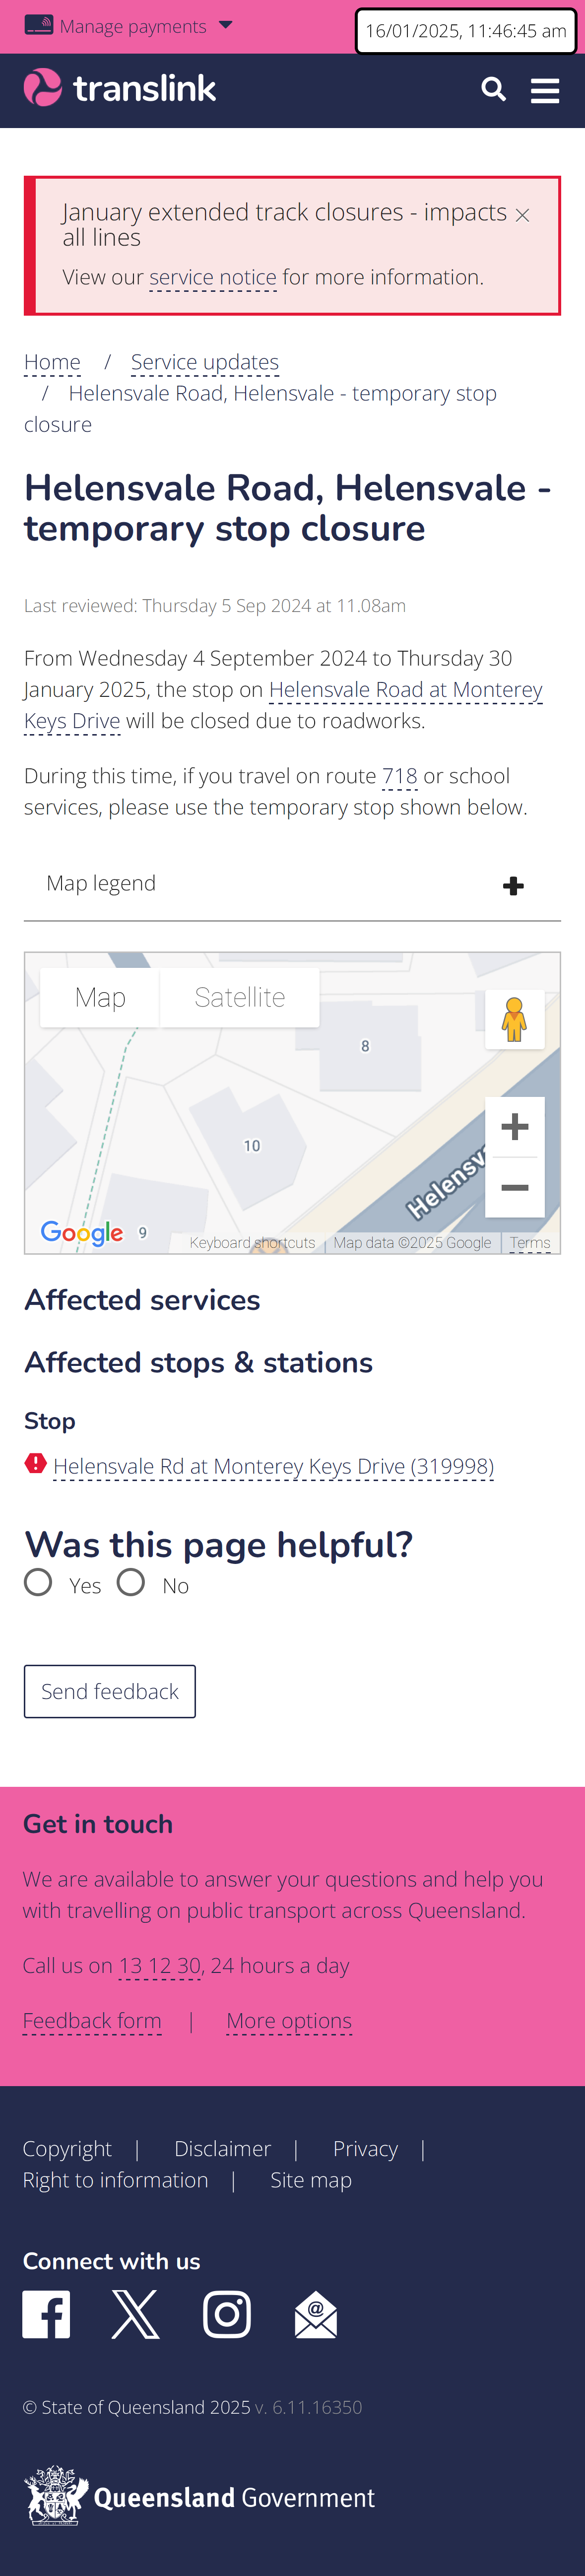 Manage payments
16/01/2025, 11:46:45 am
translink
January extended track closures - impacts
all lines
View our service notice for more information.
Home / Service updates
/ Helensvale Road, Helensvale - temporary stop
closure
Helensvale Road, Helensvale -
temporary stop closure
Last reviewed: Thursday 5 Sep 2024 at 11.08am
From Wednesday 4 September 2024 to Thursday 30
January 2025, the stop on Helensvale Road at Monterey
Keys Drive will be closed due to roadworks.
During this time, if you travel on route 718 or school
services, please use the temporary stop shown below.
Map legend
Map Satellite
8
10
Helensv
9
Google
Keyboard shortcuts Map data ©2025 Google Terms
Affected services
Affected stops & stations
Stop
Helensvale Rd at Monterey Keys Drive (319998)
Was this page helpful?
Yes No
Send feedback
Get in touch
We are available to answer your questions and help you
with travelling on public transport across Queensland.
Call us on 13 12 30, 24 hours a day
Feedback form | More options
Copyright | Disclaimer | Privacy |
Right to information | Site map
Connect with us
© State of Queensland 2025 v. 6.11.16350
Queensland Government